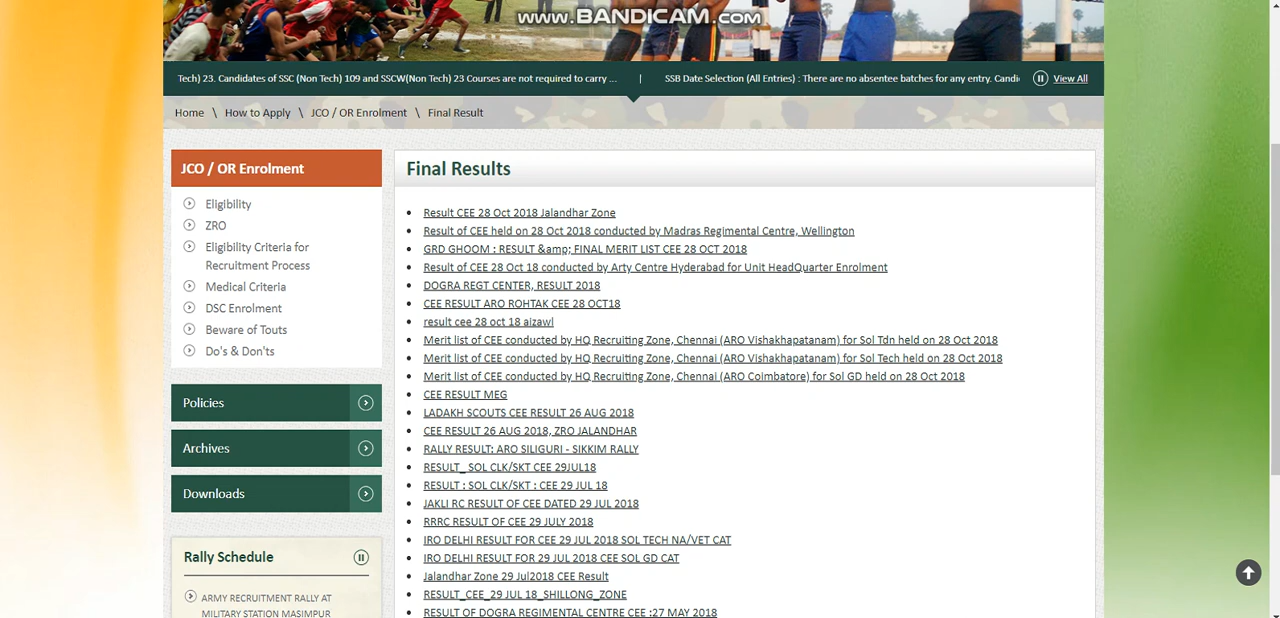 www.BANDICAM.com
Tech) 23. Candidates of SSC (Non Tech) 109 and SSCW(Non Tech) 23 Courses are not required to carry ... | SSB Date Selection (All Entries) : There are no absentee batches for any entry. Candi View All
Home \ How to Apply \ JCO / OR Enrolment \ Final Result
JCO / OR Enrolment
Eligibility
ZRO
Eligibility Criteria for
Recruitment Process
Medical Criteria
DSC Enrolment
Beware of Touts
Do's & Don'ts
Policies
Archives
Downloads
Rally Schedule
ARMY RECRUITMENT RALLY AT
MILITARY STATION MASIMPUR
Final Results
Result CEE 28 Oct 2018 Jalandhar Zone
Result of CEE held on 28 Oct 2018 conducted by Madras Regimental Centre, Wellington
GRD GHOOM : RESULT &amp; FINAL MERIT LIST CEE 28 OCT 2018
Result of CEE 28 Oct 18 conducted by Arty Centre Hyderabad for Unit HeadQuarter Enrolment
DOGRA REGT CENTER, RESULT 2018
CEE RESULT ARO ROHTAK CEE 28 OCT18
result cee 28 oct 18 aizawl
Merit list of CEE conducted by HQ Recruiting Zone, Chennai (ARO Vishakhapatanam) for Sol Tdn held on 28 Oct 2018
Merit list of CEE conducted by HQ Recruiting Zone, Chennai (ARO Vishakhapatanam) for Sol Tech held on 28 Oct 2018
Merit list of CEE conducted by HQ Recruiting Zone, Chennai (ARO Coimbatore) for Sol GD held on 28 Oct 2018
CEE RESULT MEG
LADAKH SCOUTS CEE RESULT 26 AUG 2018
CEE RESULT 26 AUG 2018, ZRO JALANDHAR
RALLY RESULT: ARO SILIGURI - SIKKIM RALLY
RESULT_ SOL CLK/SKT CEE 29JUL18
RESULT : SOL CLK/SKT : CEE 29 JUL 18
JAKLI RC RESULT OF CEE DATED 29 JUL 2018
RRRC RESULT OF CEE 29 JULY 2018
IRO DELHI RESULT FOR CEE 29 JUL 2018 SOL TECH NA/VET CAT
IRO DELHI RESULT FOR 29 JUL 2018 CEE SOL GD CAT
Jalandhar Zone 29 Jul2018 CEE Result
RESULT_CEE_29 JUL 18_SHILLONG_ZONE
RESULT OF DOGRA REGIMENTAL CENTRE CEE :27 MAY 2018